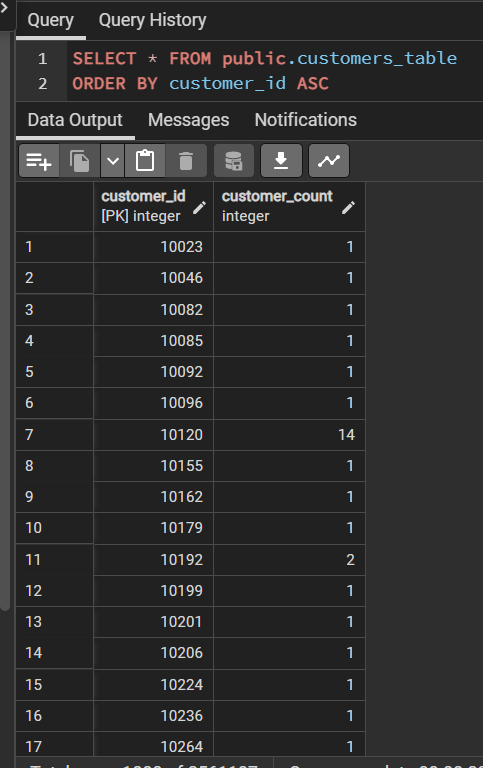 Query Query History
1 SELECT * FROM public.customers_table
2 ORDER BY customer_id ASC
Data Output Messages Notifications
customer_id customer_count
[PK] integer integer
1 10023 1
2 10046 1
3 10082 1
4 10085 1
5 10092 1
6 10096 1
7 10120 14
8 10155 1
9 10162 1
10 10179 1
11 10192 2
12 10199 1
13 10201 1
14 10206 1
15 10224 1
16 10236 1
17 10264 1